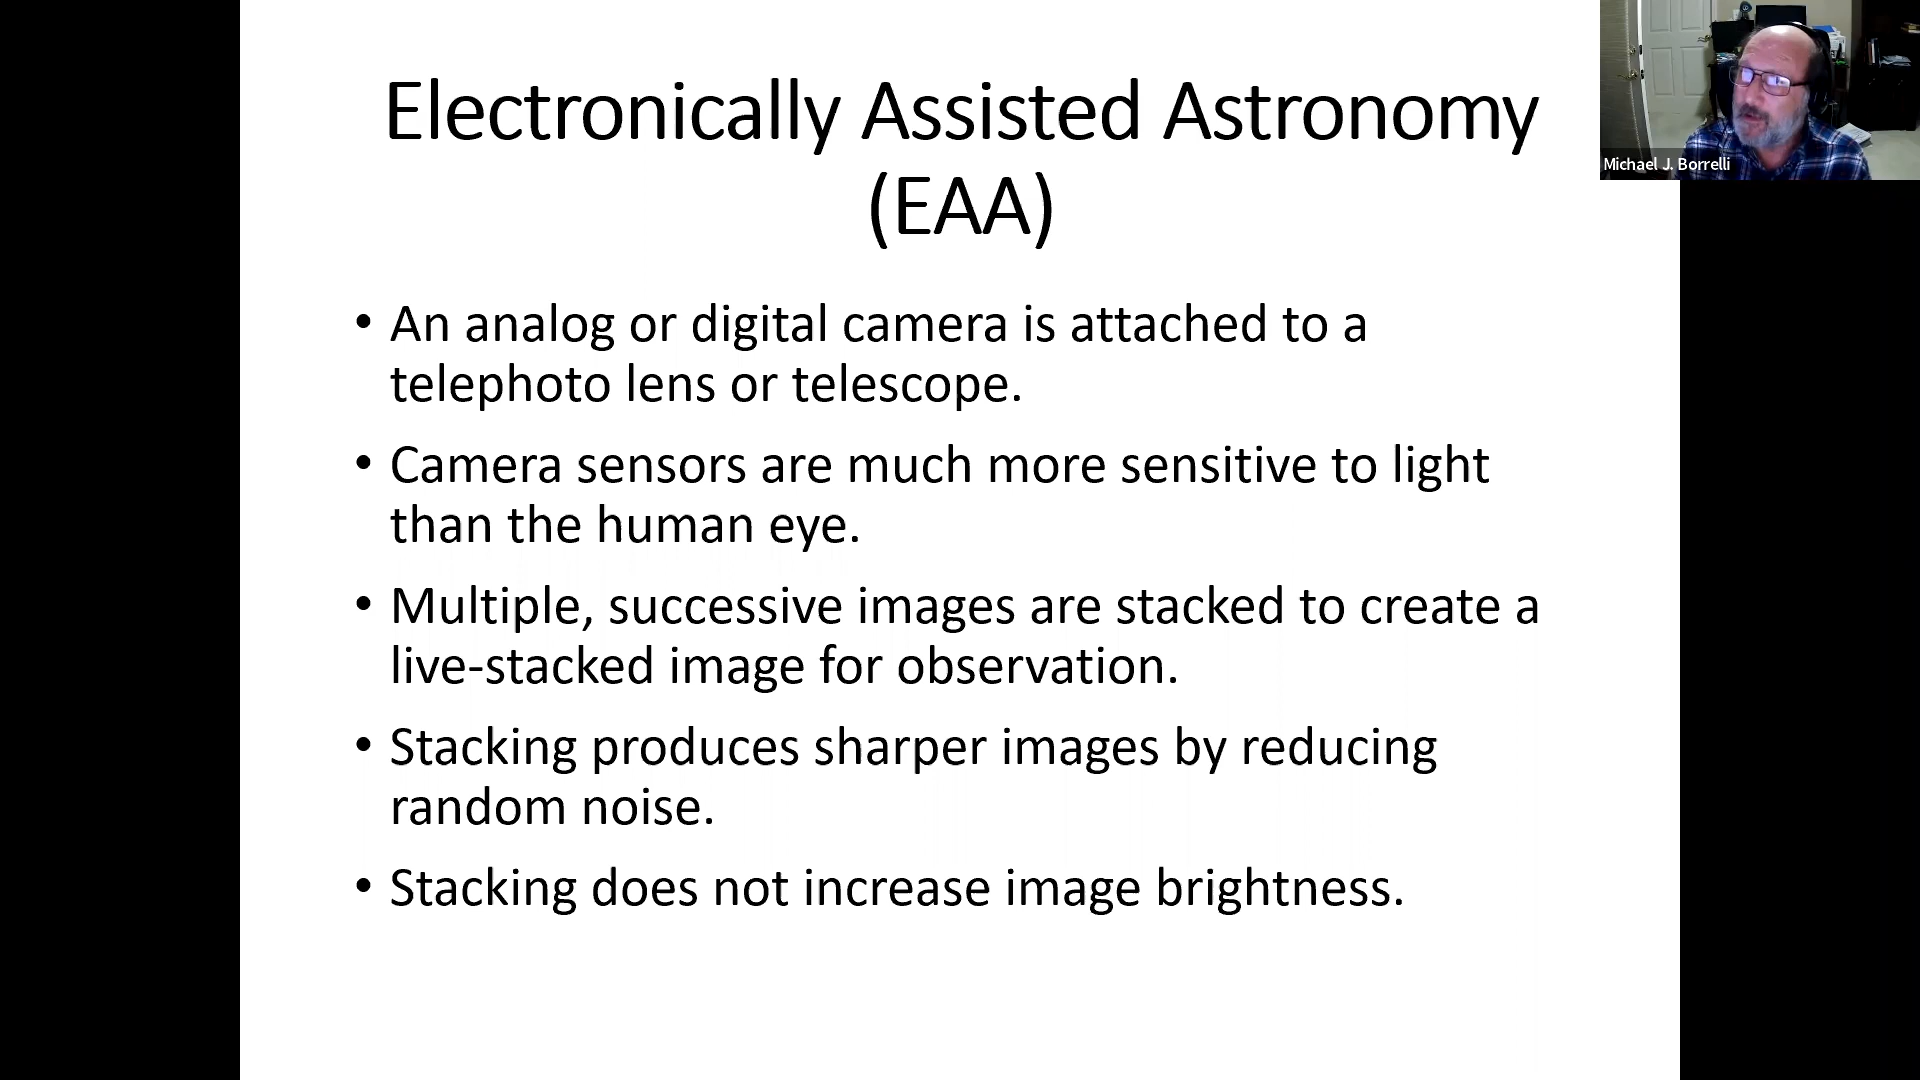 Electronically Assisted Astronomy
(EAA)
• An analog or digital camera is attached to a
telephoto lens or telescope.
• Camera sensors are much more sensitive to light
than the human eye.
• Multiple, successive images are stacked to create a
live-stacked image for observation.
• Stacking produces sharper images by reducing
random noise.
• Stacking does not increase image brightness.
Michael J. Borrelli